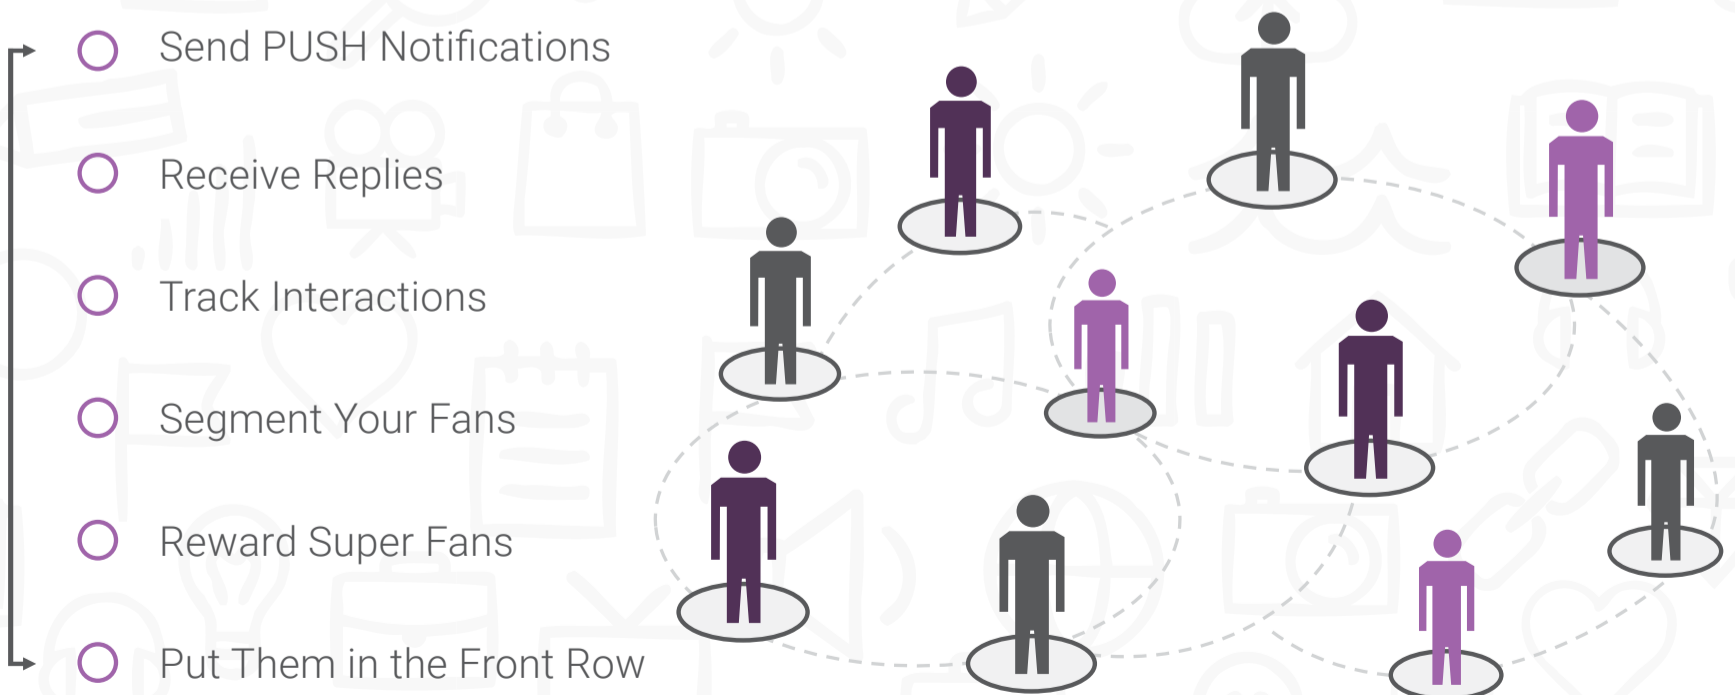 Send PUSH Notifications
Receive Replies
Track Interactions
Segment Your Fans
Reward Super Fans
Put Them in the Front Row